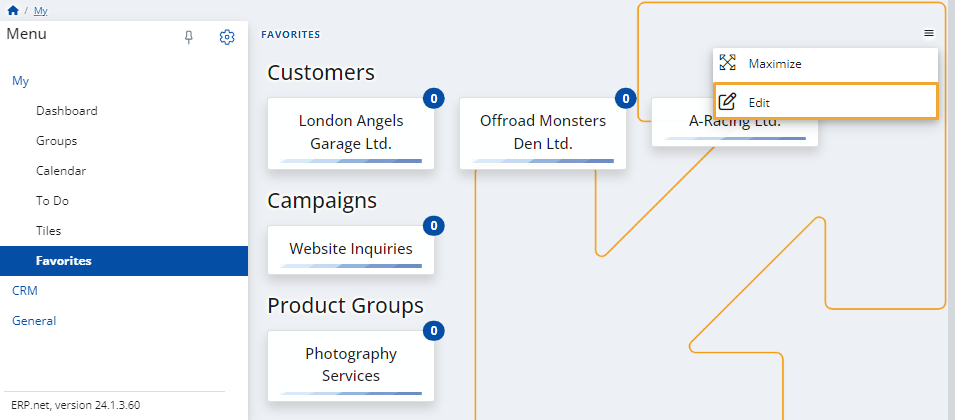 / My
Menu
My
Dashboard
Groups
Calendar
To Do
Tiles
Favorites
CRM
General
ERP.net, version 24.1.3.60
FAVORITES
Maximize
Edit
Customers
0
London Angels
Garage Ltd.
0
Offroad Monsters
Den Ltd.
A-Racing Ltd.
Campaigns
0
Website Inquiries
Product Groups
0
Photography
Services